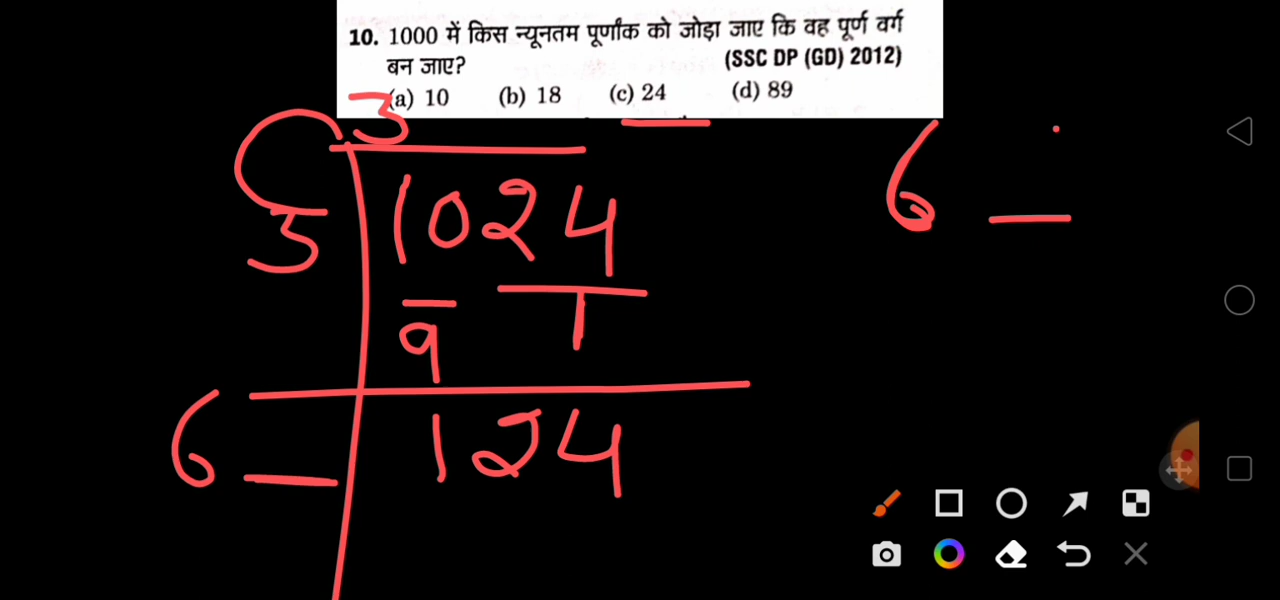 10. 1000 में किस न्यूनतम पूर्णांक को जोड़ा जाए कि वह पूर्ण वर्ग
बन जाए? (SSC DP (GD) 2012)
(a) 10 (b) 18 (c) 24 (d) 89
3
3 1024
9 1
6 _ 124
6 _